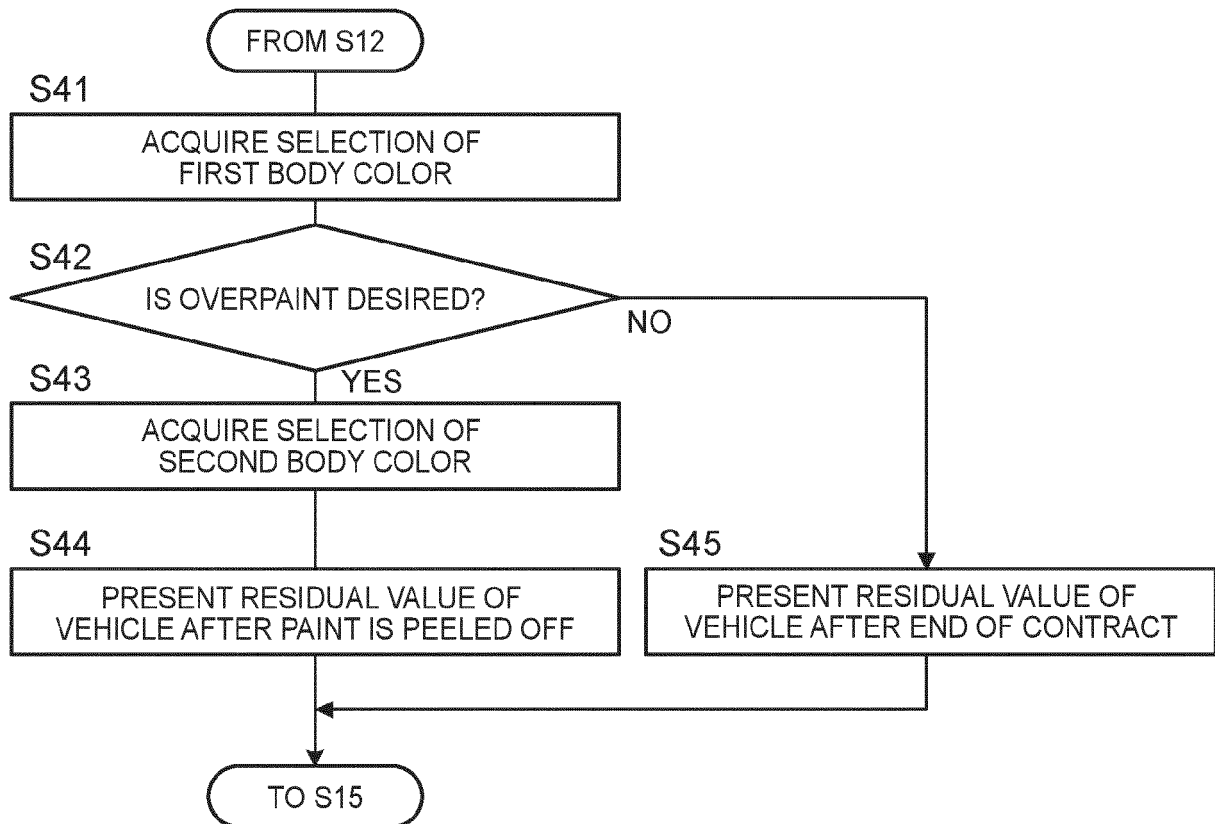 FROM S12
S41
ACQUIRE SELECTION OF
FIRST BODY COLOR
S42
IS OVERPAINT DESIRED?
NO
YES
S43
ACQUIRE SELECTION OF
SECOND BODY COLOR
S44
PRESENT RESIDUAL VALUE OF
VEHICLE AFTER PAINT IS PEELED OFF
S45
PRESENT RESIDUAL VALUE OF
VEHICLE AFTER END OF CONTRACT
TO S15